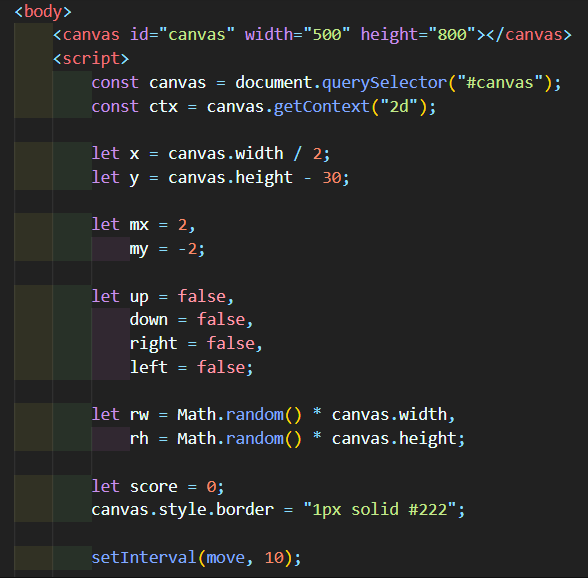 <body>
<canvas id="canvas" width="500" height="800"></canvas>
<script>
const canvas = document.querySelector("#canvas");
const ctx = canvas.getContext("2d");
let x = canvas.width / 2;
let y = canvas.height - 30;
let mx = 2,
my = -2;
let up = false,
down = false,
right = false,
left = false;
let rw = Math.random() * canvas.width,
rh = Math.random() * canvas.height;
let score = 0;
canvas.style.border = "1px solid #222";
setInterval(move, 10);